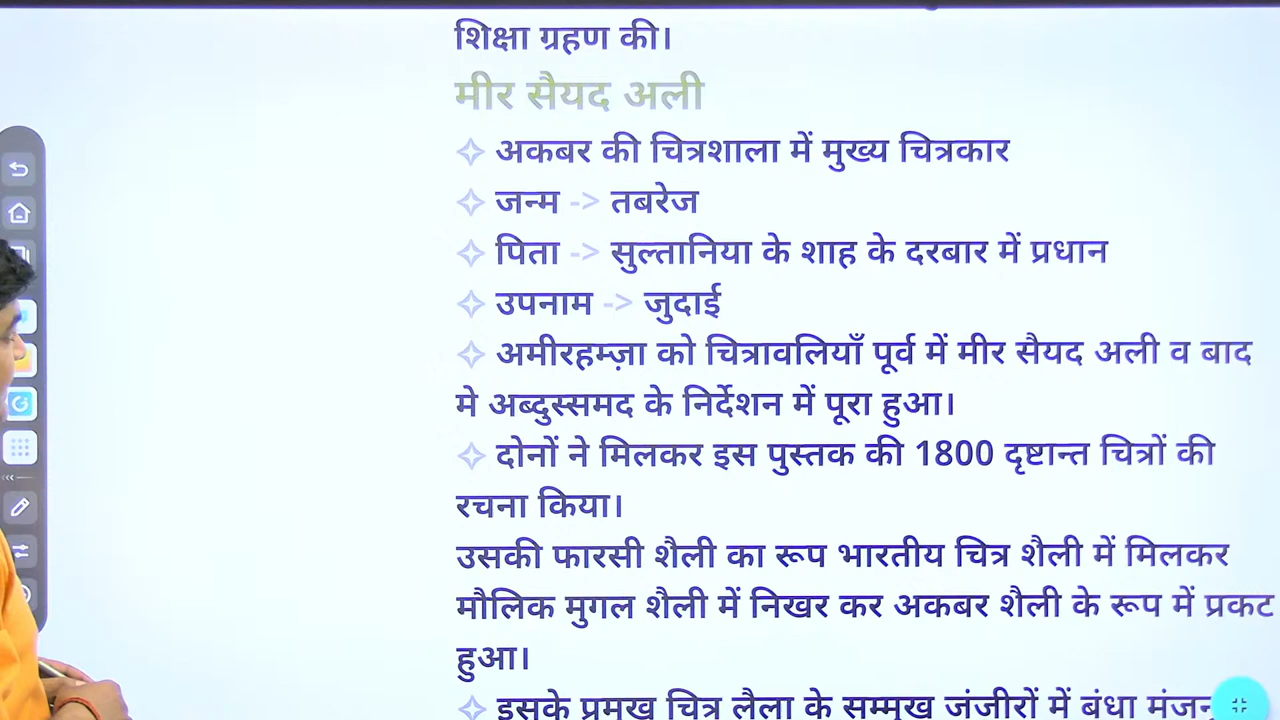 शिक्षा ग्रहण की।
मीर सैयद अली
अकबर की चित्रशाला में मुख्य चित्रकार
जन्म -> तबरेज
पिता -> सुल्तानिया के शाह के दरबार में प्रधान
उपनाम -> जुदाई
अमीरहम्ज़ा को चित्रावलियाँ पूर्व में मीर सैयद अली व बाद
मे अब्दुस्समद के निर्देशन में पूरा हुआ।
दोनों ने मिलकर इस पुस्तक की 1800 दृष्टान्त चित्रों की
रचना किया।
उसकी फारसी शैली का रूप भारतीय चित्र शैली में मिलकर
मौलिक मुगल शैली में निखर कर अकबर शैली के रूप में प्रकट
हुआ।
इसके प्रमुख चित्र लैला के सम्मुख जंजीरों में बंधा